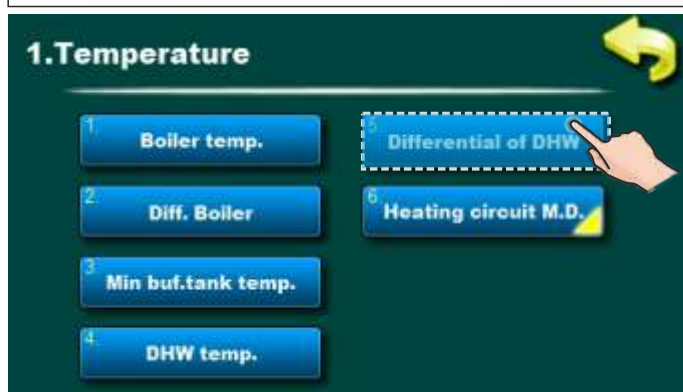 1.Temperature
1. Boiler temp.
2. Diff. Boiler
3. Min buf.tank temp.
4. DHW temp.
5. Differential of DHW
6. Heating circuit M.D.